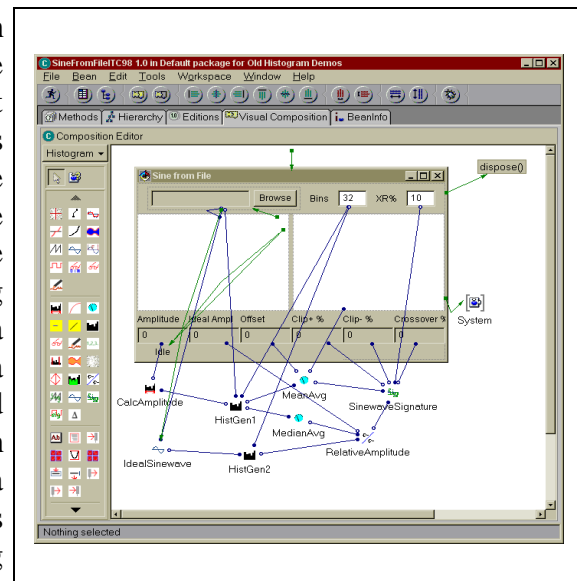 SineFromFileITC98 1.0 in Default package for Old Histogram Demos
File Bean Edit Tools Workspace Window Help
Methods Hierarchy Editions Visual Composition BeanInfo
Composition Editor
Histogram
dispose()
Sine from File
Browse Bins 32 XR% 10
Amplitude Ideal Ampl Offset Clip+ % Clip- % Crossover %
0 0 0 0 0 0
Idle
System
CalcAmplitude HistGen1 MeanAvg SinewaveSignature
MedianAvg
IdealSinewave HistGen2 RelativeAmplitude
Nothing selected